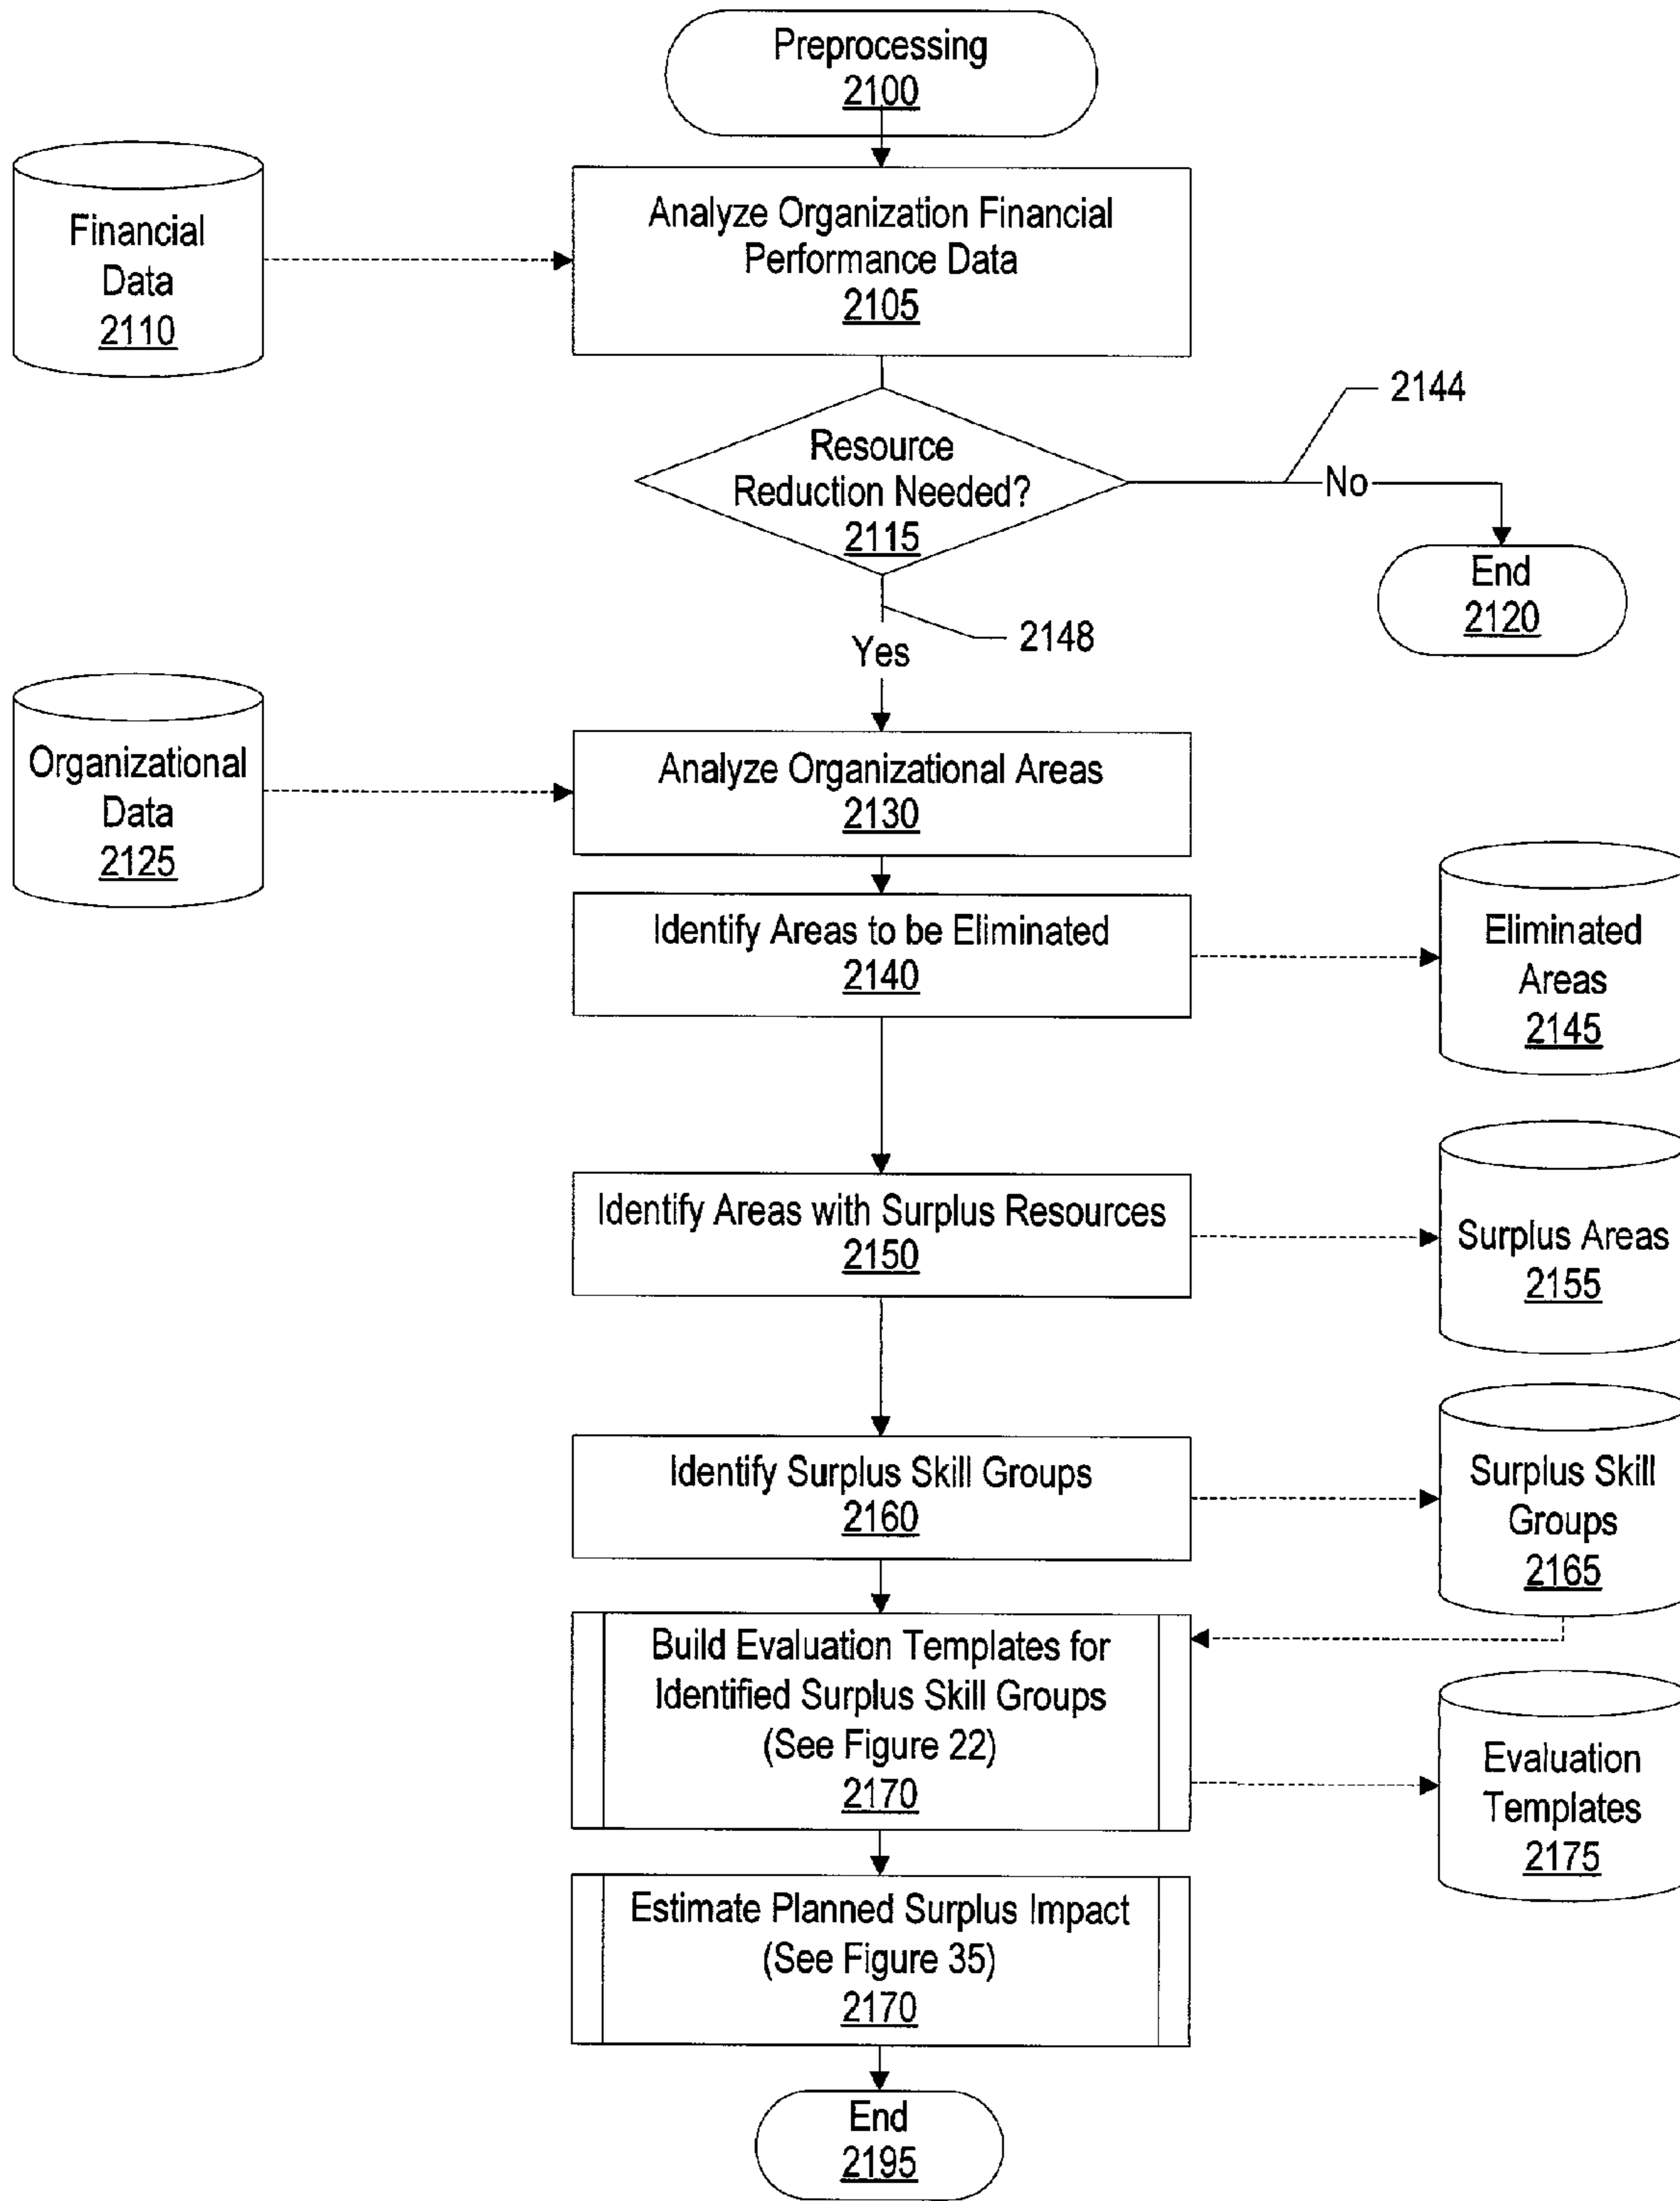 Preprocessing
2100
Financial
Data
2110
Analyze Organization Financial
Performance Data
2105
2144
Resource
Reduction Needed?
2115
No
End
2120
2148
Yes
Organizational
Data
2125
Analyze Organizational Areas
2130
Identify Areas to be Eliminated
2140
Eliminated
Areas
2145
Identify Areas with Surplus Resources
2150
Surplus Areas
2155
Identify Surplus Skill Groups
2160
Surplus Skill
Groups
2165
Build Evaluation Templates for
Identified Surplus Skill Groups
(See Figure 22)
2170
Evaluation
Templates
2175
Estimate Planned Surplus Impact
(See Figure 35)
2170
End
2195